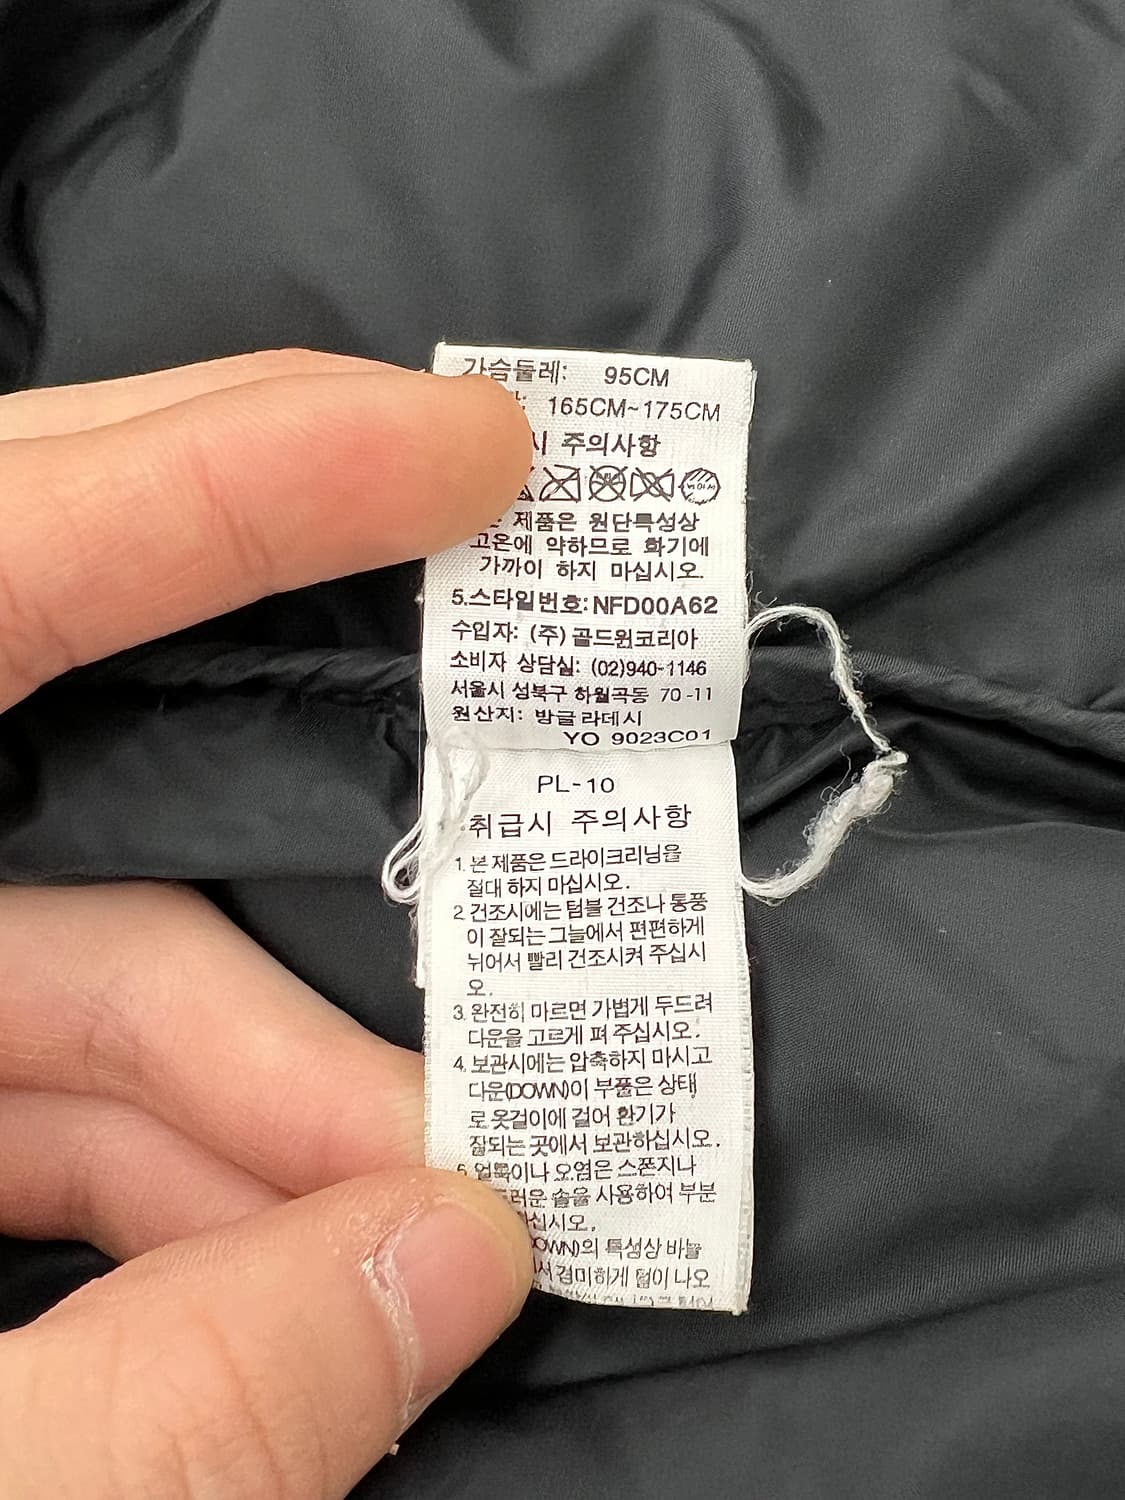 가슴둘레: 95CM
165CM~175CM
시 주의사항
제품은 원단특성상
고온에 약하므로 화기에
가까이 하지 마십시오.
5.스타일번호:NFD00A62
수입자: (주)골드윈코리아
소비자 상담실: (02)940-1146
서울시 성북구 하월곡동 70-11
원산지: 방글라데시
YO 9023C01
PL-10
취급시 주의사항
1. 본 제품은 드라이크리닝을
절대 하지 마십시오.
2. 건조시에는 텀블 건조나 통풍
이 잘되는 그늘에서 편편하게
뉘어서 빨리 건조시켜 주십시
오.
3. 완전히 마르면 가볍게 두드려
다운을 고르게 펴 주십시오.
4. 보관시에는 압축하지 마시고
다운(DOWN)이 부풀은 상태
로 옷걸이에 걸어 환기가
잘되는 곳에서 보관하십시오.
5. 얼룩이나 오염은 스폰지나
러운 솔을 사용하여 부분
하십시오.
DOWN)의 특성상 바늘
서 경미하게 털이 나오